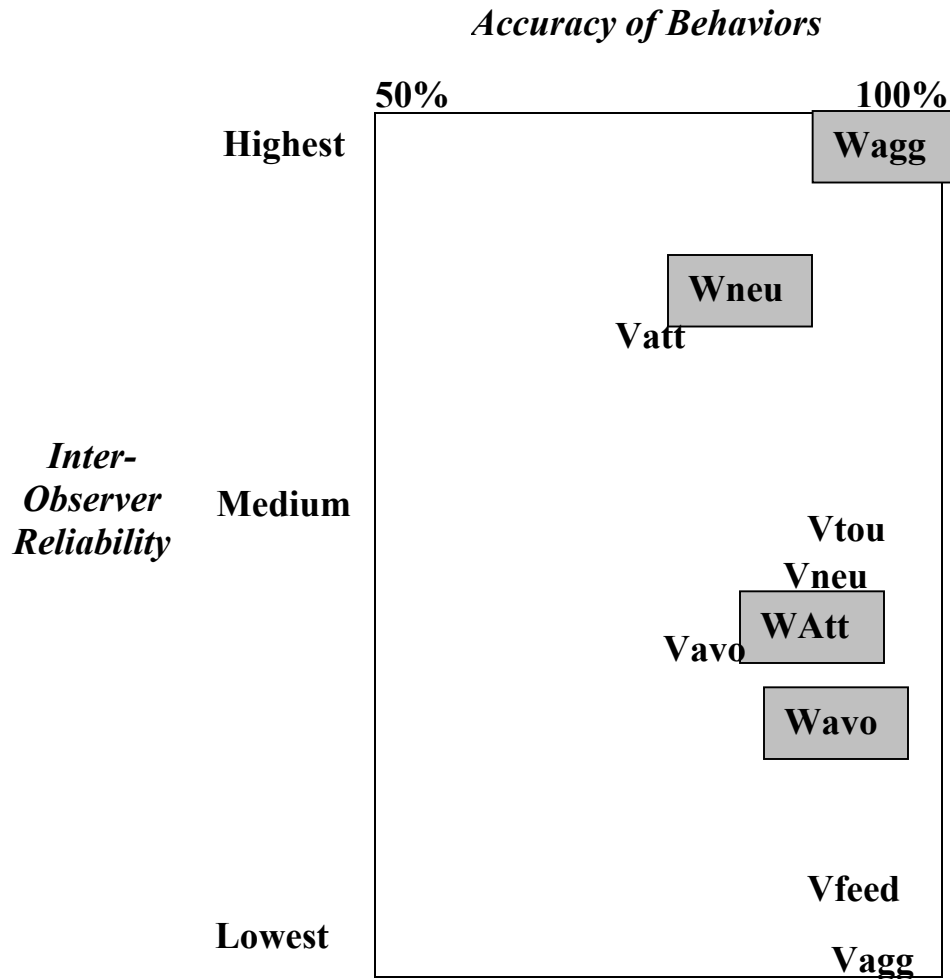 Accuracy of Behaviors
50% 100%
Highest
Wagg
Wneu
Vatt
Inter-
Observer
Reliability
Medium
Vtou
Vneu
WAtt
Vavo
Wavo
Vfeed
Lowest
Vagg